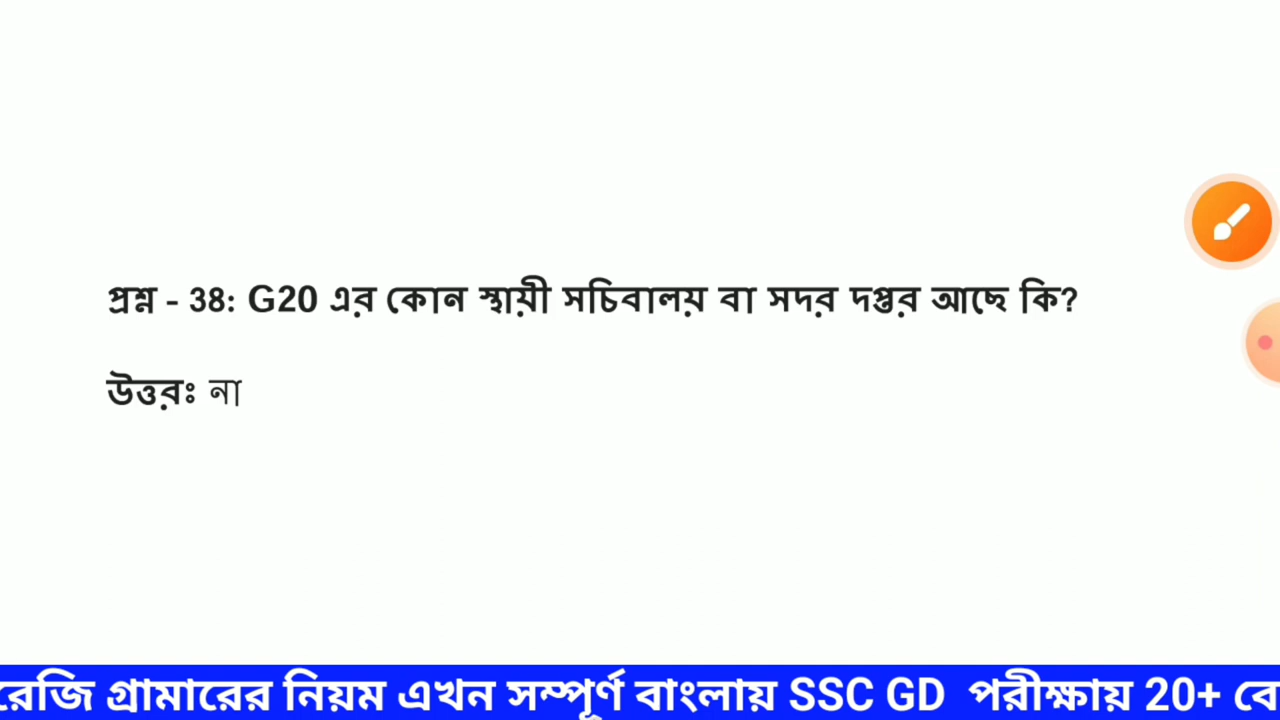 প্রশ্ন - 38: G20 এর কোন স্থায়ী সচিবালয় বা সদর দপ্তর আছে কি?
উত্তরঃ না
রেজি গ্রামারের নিয়ম এখন সম্পূর্ণ বাংলায় SSC GD পরীক্ষায় 20+